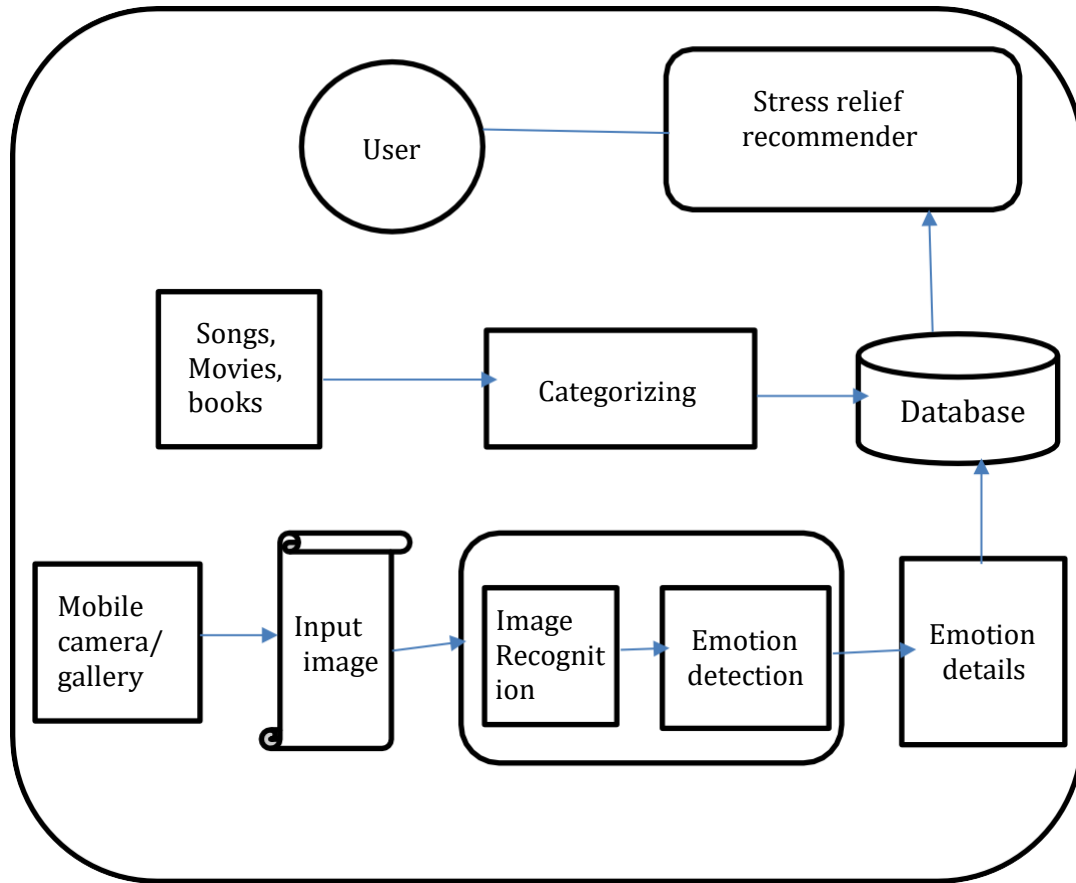 Stress relief
recommender
User
Songs,
Movies,
books
Categorizing
Database
Mobile
camera/
gallery
Input
image
Image
Recognit
ion
Emotion
detection
Emotion
details